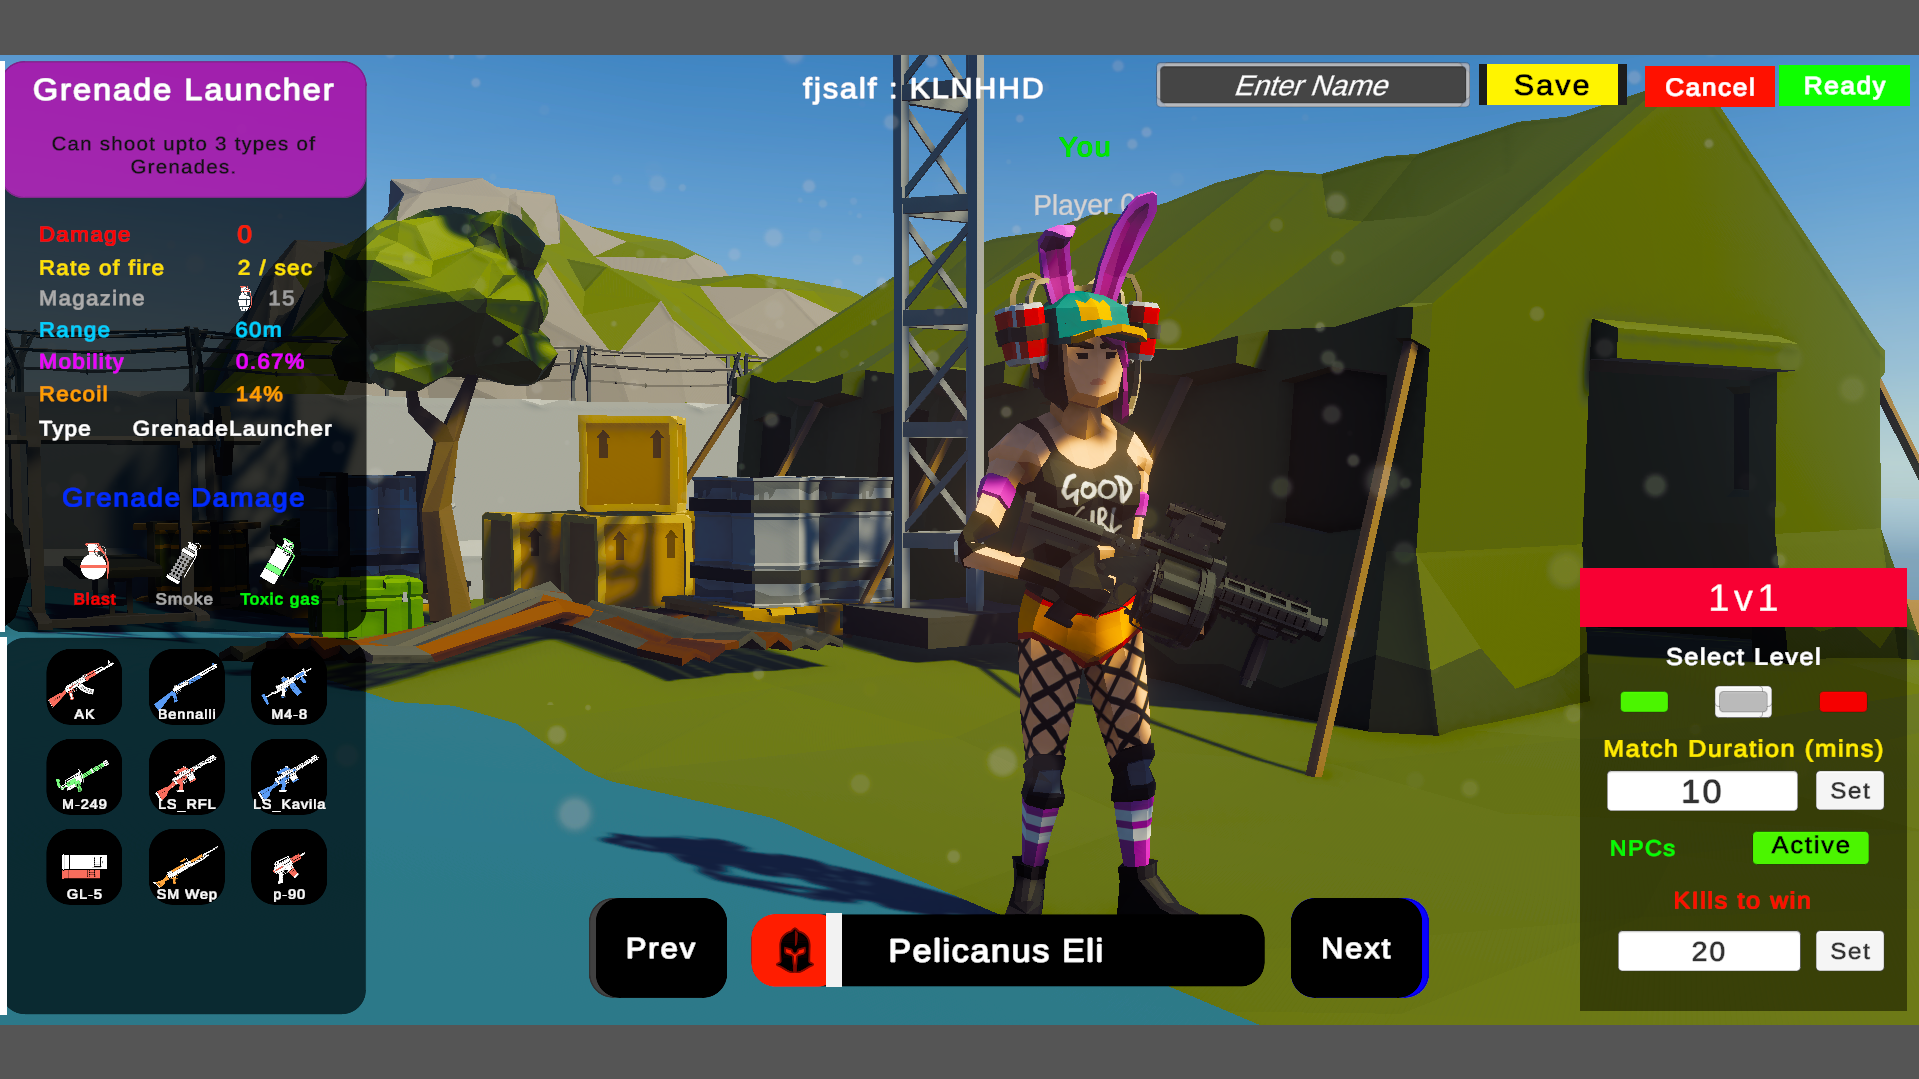 Grenade Launcher
Can shoot upto 3 types of
Grenades.
Damage 0
Rate of fire 2 / sec
Magazine 15
Range 60m
Mobility 0.67%
Recoil 14%
Type GrenadeLauncher
Grenade Damage
Blast Smoke Toxic gas
AK Bennalli M4-8
M-249 LS_RFL LS_Kavila
GL-5 SM Wep p-90
fjsalf : KLNHHD
Enter Name
Save
Cancel
Ready
You
Player 0
GOOD
GIRL
Prev
Pelicanus Eli
Next
1v1
Select Level
Match Duration (mins)
10 Set
NPCs Active
KIlls to win
20 Set